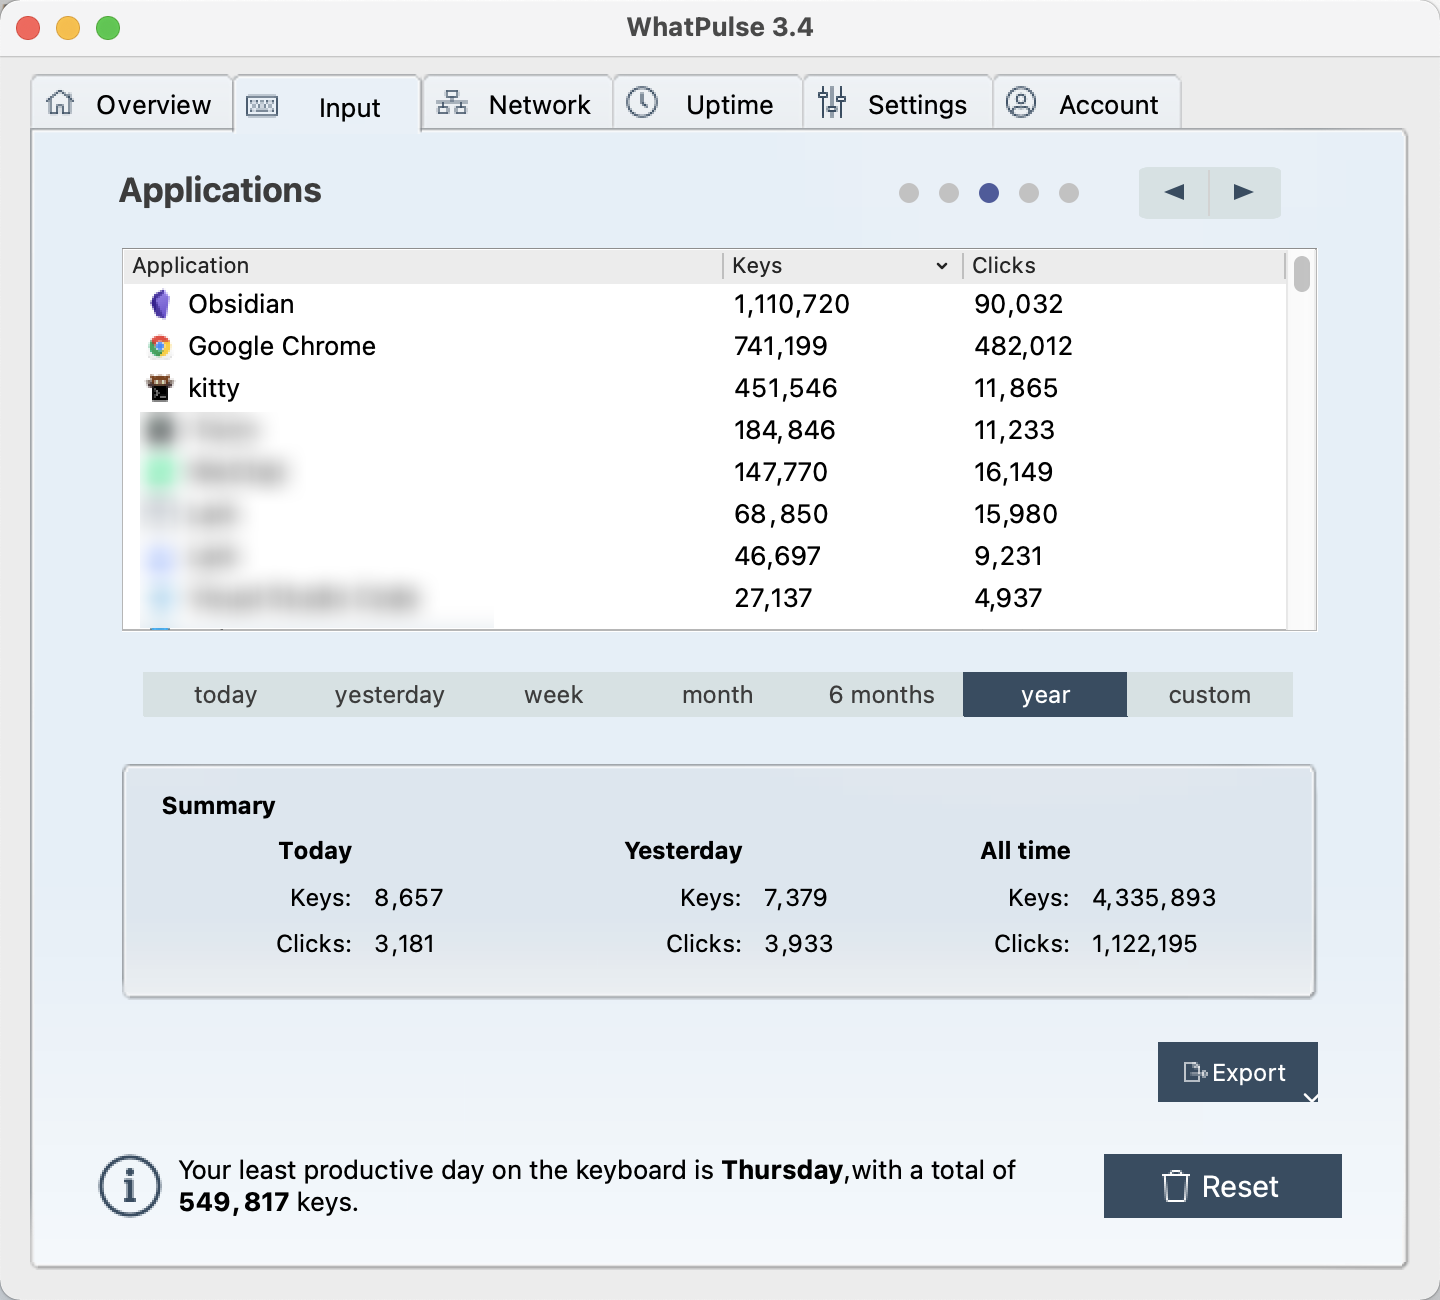 WhatPulse 3.4
Overview Input Network Uptime Settings Account
Applications
Application Keys Clicks
Obsidian 1,110,720 90,032
Google Chrome 741,199 482,012
kitty 451,546 11,865
184,846 11,233
147,770 16,149
68,850 15,980
46,697 9,231
27,137 4,937
today yesterday week month 6 months year custom
Summary
Today Yesterday All time
Keys: 8,657 Keys: 7,379 Keys: 4,335,893
Clicks: 3,181 Clicks: 3,933 Clicks: 1,122,195
Export
Your least productive day on the keyboard is Thursday,with a total of
549,817 keys.
Reset